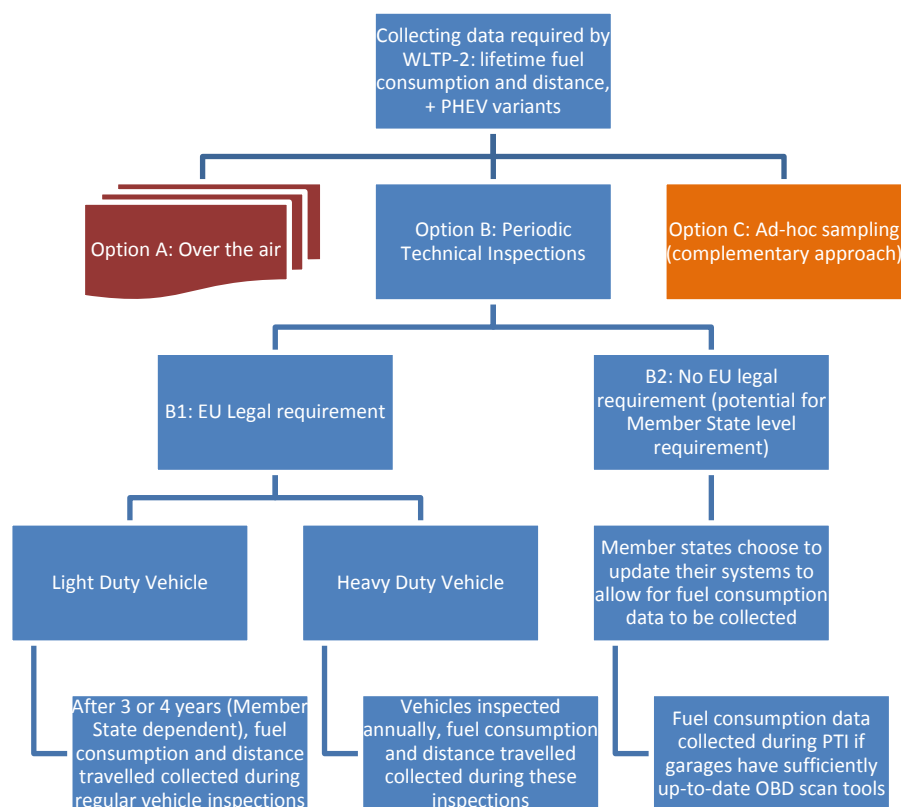 Collecting data required by
WLTP-2: lifetime fuel
consumption and distance,
+ PHEV variants
Option A: Over the air
Option B: Periodic
Technical Inspections
Option C: Ad-hoc sampling
(complementary approach)
B1: EU Legal requirement
B2: No EU legal
requirement (potential for
Member State level
requirement)
Light Duty Vehicle
Heavy Duty Vehicle
Member states choose to
update their systems to
allow for fuel consumption
data to be collected
After 3 or 4 years (Member
State dependent), fuel
consumption and distance
travelled collected during
regular vehicle inspections
Vehicles inspected
annually, fuel consumption
and distance travelled
collected during these
inspections
Fuel consumption data
collected during PTI if
garages have sufficiently
up-to-date OBD scan tools